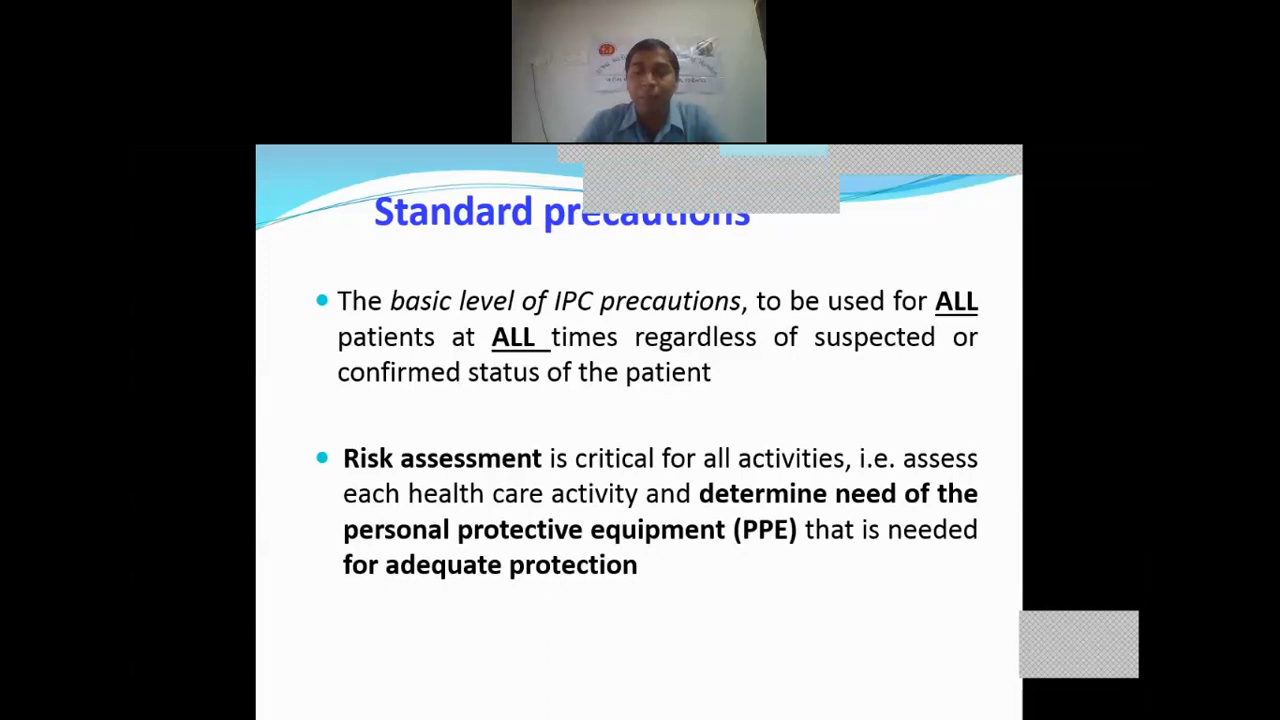 Standard precautions
The basic level of IPC precautions, to be used for ALL
patients at ALL times regardless of suspected or
confirmed status of the patient
Risk assessment is critical for all activities, i.e. assess
each health care activity and determine need of the
personal protective equipment (PPE) that is needed
for adequate protection